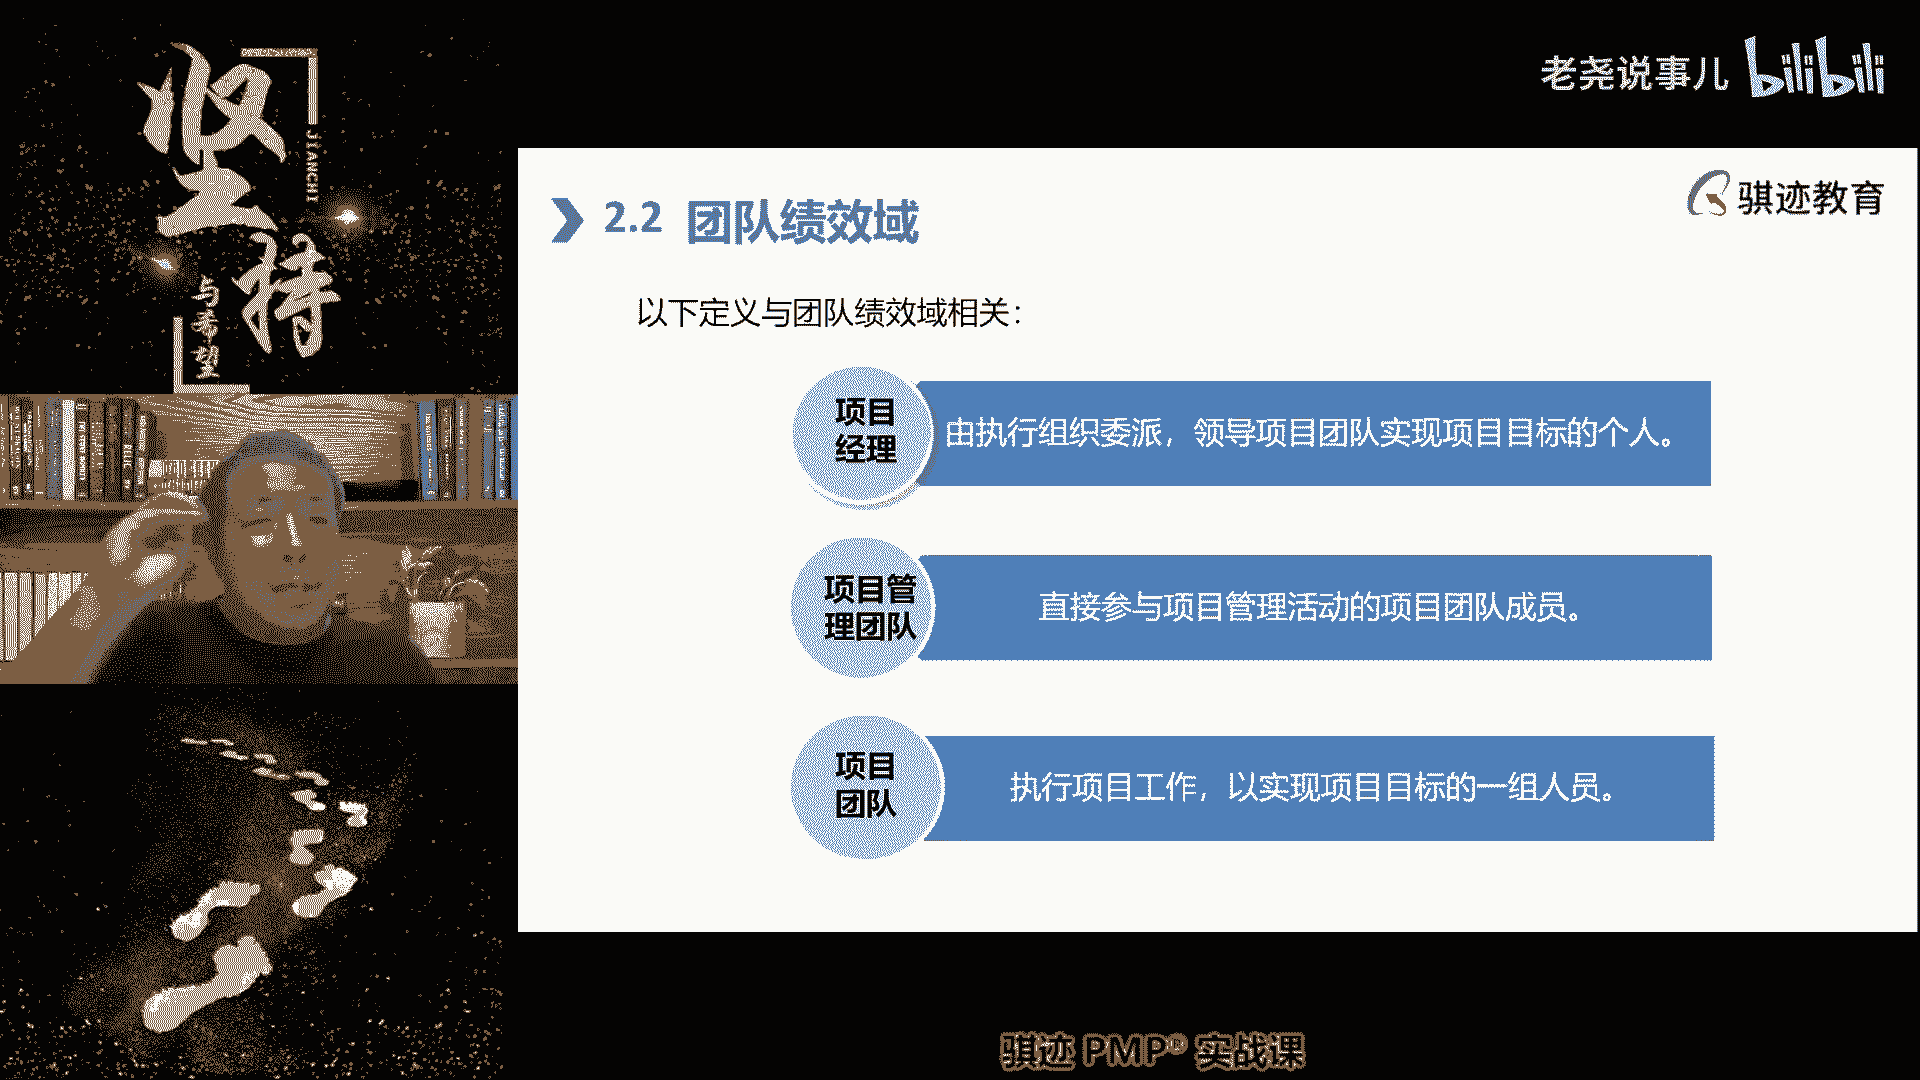 坚持
JIANCHI
与希望
老尧说事儿 bilibili
骐迹教育
2.2 团队绩效域
以下定义与团队绩效域相关：
项目
经理
由执行组织委派，领导项目团队实现项目目标的个人。
项目管
理团队
直接参与项目管理活动的项目团队成员。
项目
团队
执行项目工作，以实现项目目标的一组人员。
骐迹 PMP® 实战课